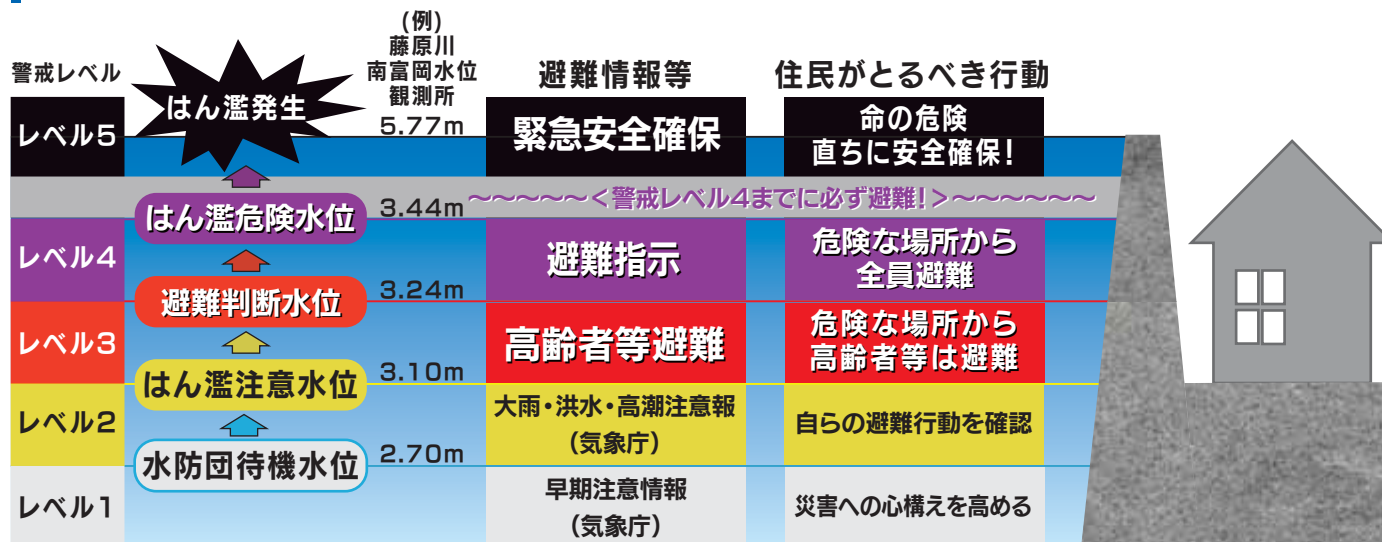 (例)
藤原川
南富岡水位
観測所
警戒レベル
避難情報等
住民がとるべき行動
レベル5
はん濫発生
5.77m
緊急安全確保
命の危険
直ちに安全確保！
～～～～～＜警戒レベル4までに必ず避難！＞～～～～～～
はん濫危険水位
3.44m
レベル4
避難指示
危険な場所から
全員避難
避難判断水位
3.24m
レベル3
高齢者等避難
危険な場所から
高齢者等は避難
はん濫注意水位
3.10m
レベル2
大雨・洪水・高潮注意報
(気象庁)
自らの避難行動を確認
水防団待機水位
2.70m
レベル1
早期注意情報
(気象庁)
災害への心構えを高める